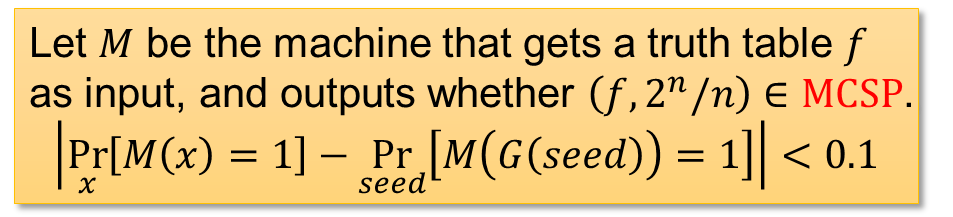 Let M be the machine that gets a truth table f
as input, and outputs whether (f, 2ⁿ/n) ∈ MCSP.
|Pr_x[M(x) = 1] − Pr_seed[M(G(seed)) = 1]| < 0.1